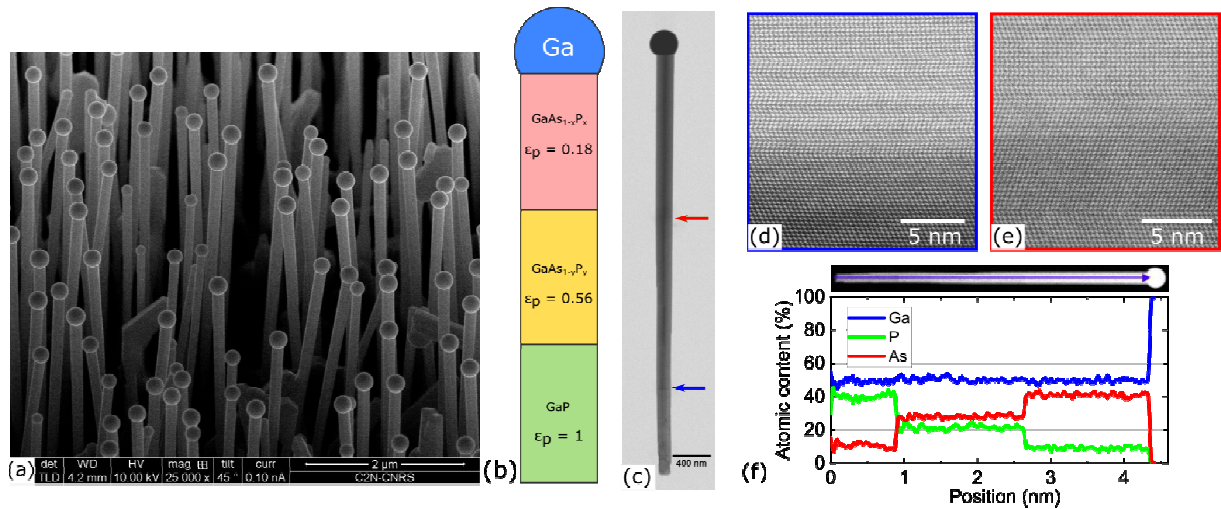 (a)
det WD HV mag ⊞ tilt curr
TLD 4.2 mm 10.00 kV 25 000 x 45 ° 0.10 nA
2 μm
C2N-CNRS
(b)
Ga
GaAs₁₋ₓPₓ
εp = 0.18
GaAs₁₋ᵧPᵧ
εp = 0.56
GaP
εp = 1
(c)
400 nm
(d)
5 nm
(e)
5 nm
(f)
Atomic content (%)
100
80
60
40
20
0
Ga
P
As
0 1 2 3 4
Position (nm)